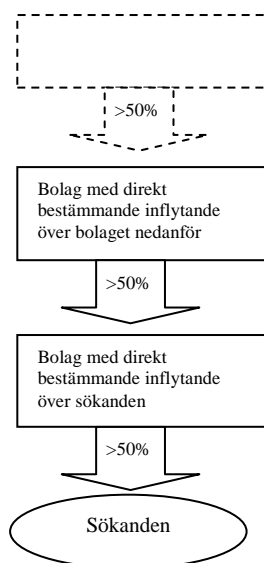 >50%
Bolag med direkt
bestämmande inflytande
över bolaget nedanför
>50%
Bolag med direkt
bestämmande inflytande
över sökanden
>50%
Sökanden